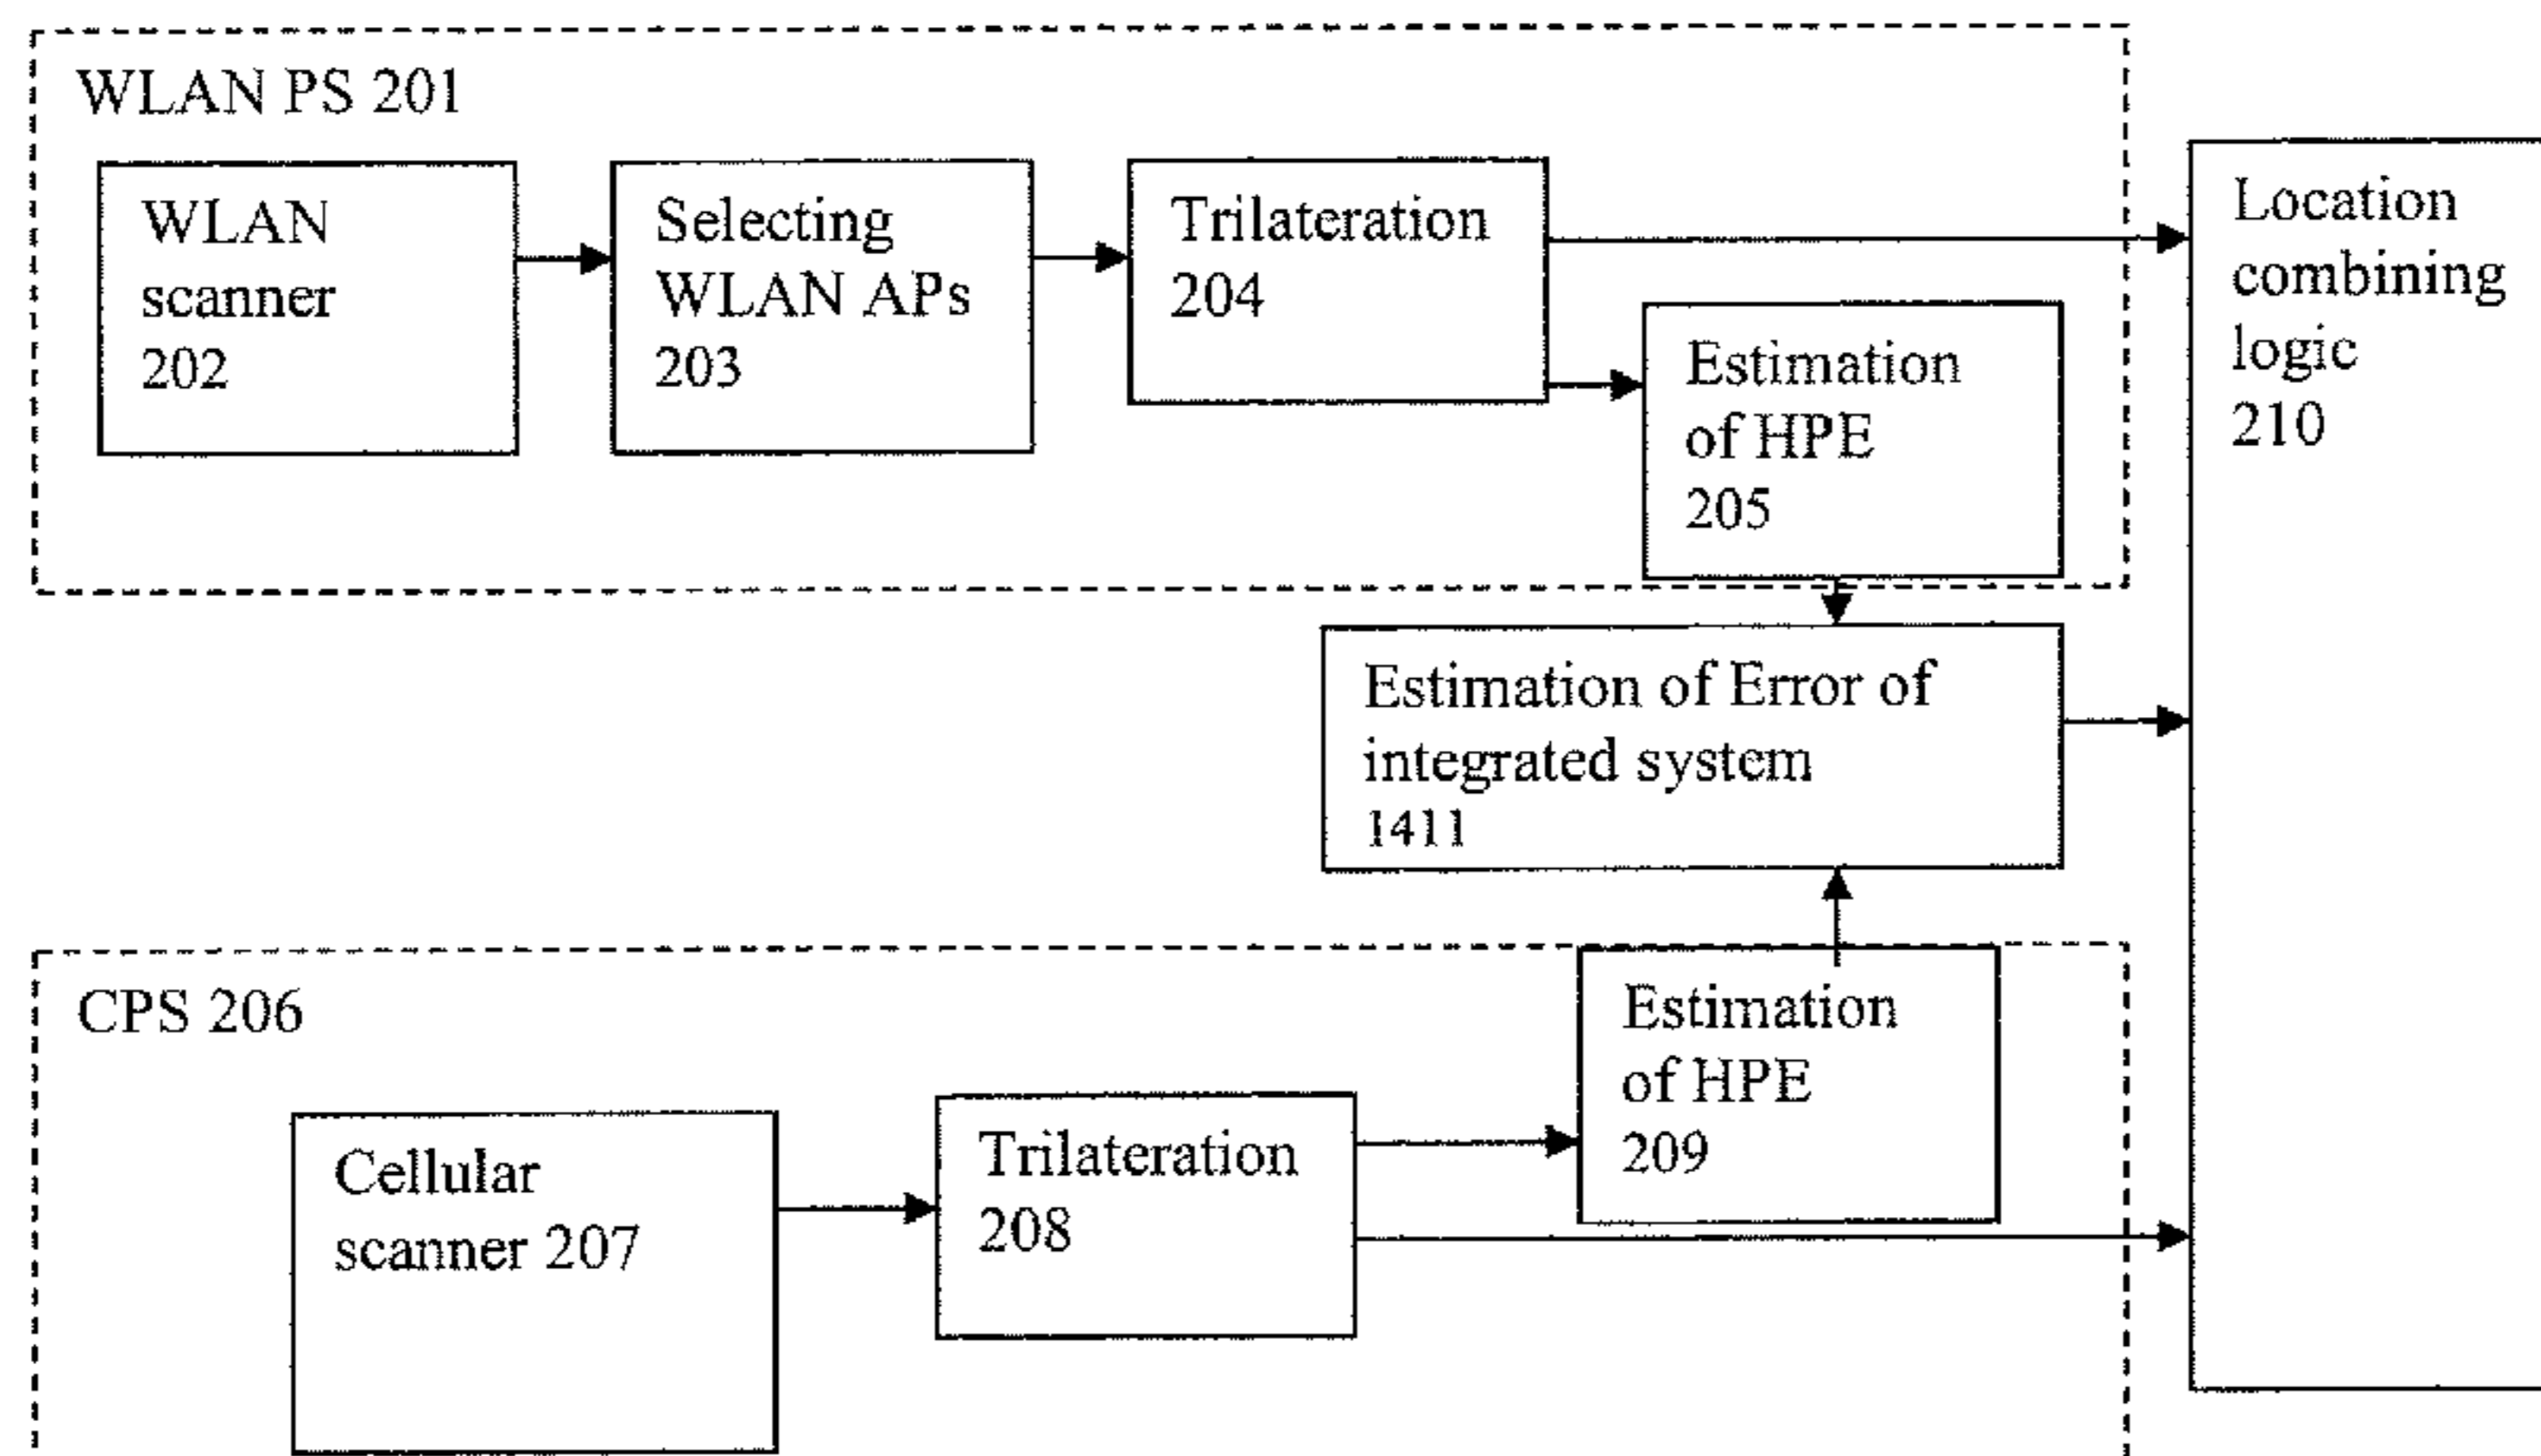 WLAN PS 201
WLAN
scanner
202
Selecting
WLAN APs
203
Trilateration
204
Estimation
of HPE
205
Location
combining
logic
210
Estimation of Error of
integrated system
1411
CPS 206
Cellular
scanner 207
Trilateration
208
Estimation
of HPE
209